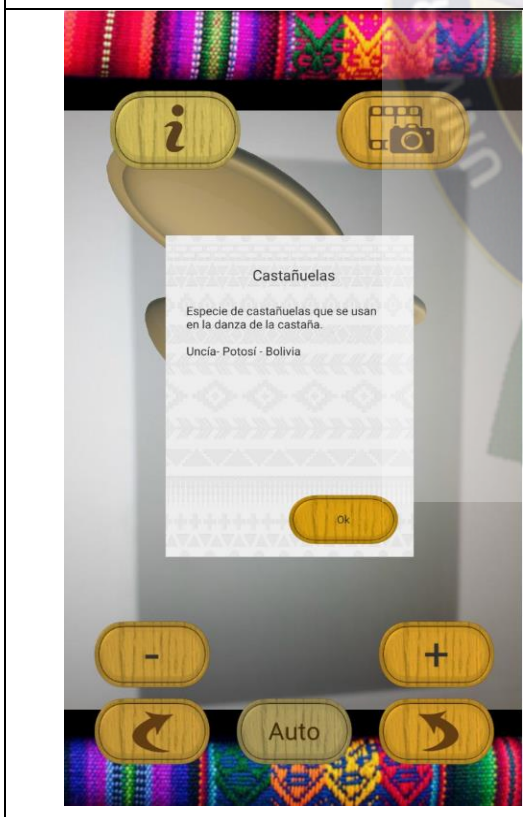 i
Castañuelas
Especie de castañuelas que se usan
en la danza de la castaña.
Uncía- Potosí - Bolivia
Ok
-
+
Auto